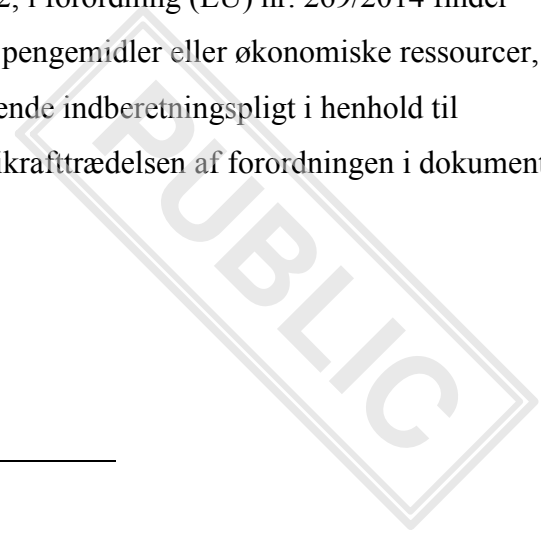 2, i forordning (EU) nr. 269/2014 finder
pengemidler eller økonomiske ressourcer,
ende indberetningspligt i henhold til
ikrafttrædelsen af forordningen i dokument
PUBLIC